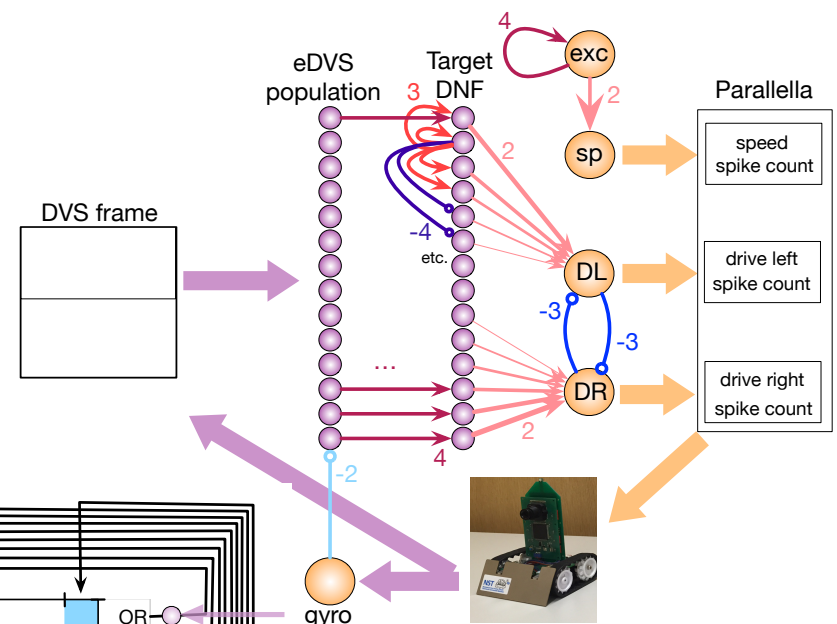 4
exc
eDVS
population
Target
DNF
3
2
Parallella
2
sp
speed
spike count
DVS frame
-4
etc.
DL
drive left
spike count
-3
-3
...
DR
drive right
spike count
2
4
-2
NST
gyro
OR